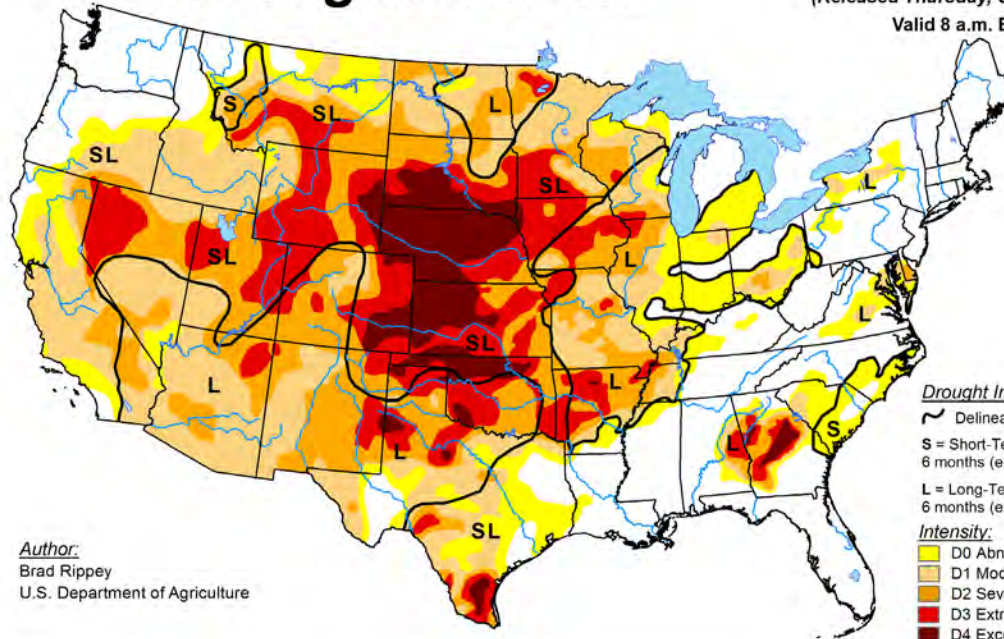 (Released Thursday,
Valid 8 a.m. E
S
SL
L
SL
SL
SL
L
L
L
SL
L
L
L
L
S
SL
Drought In
Delinea
S = Short-Te
6 months (e
L = Long-Te
6 months (e
Intensity:
D0 Abn
D1 Mod
D2 Sev
D3 Extr
D4 Exc
Author:
Brad Rippey
U.S. Department of Agriculture